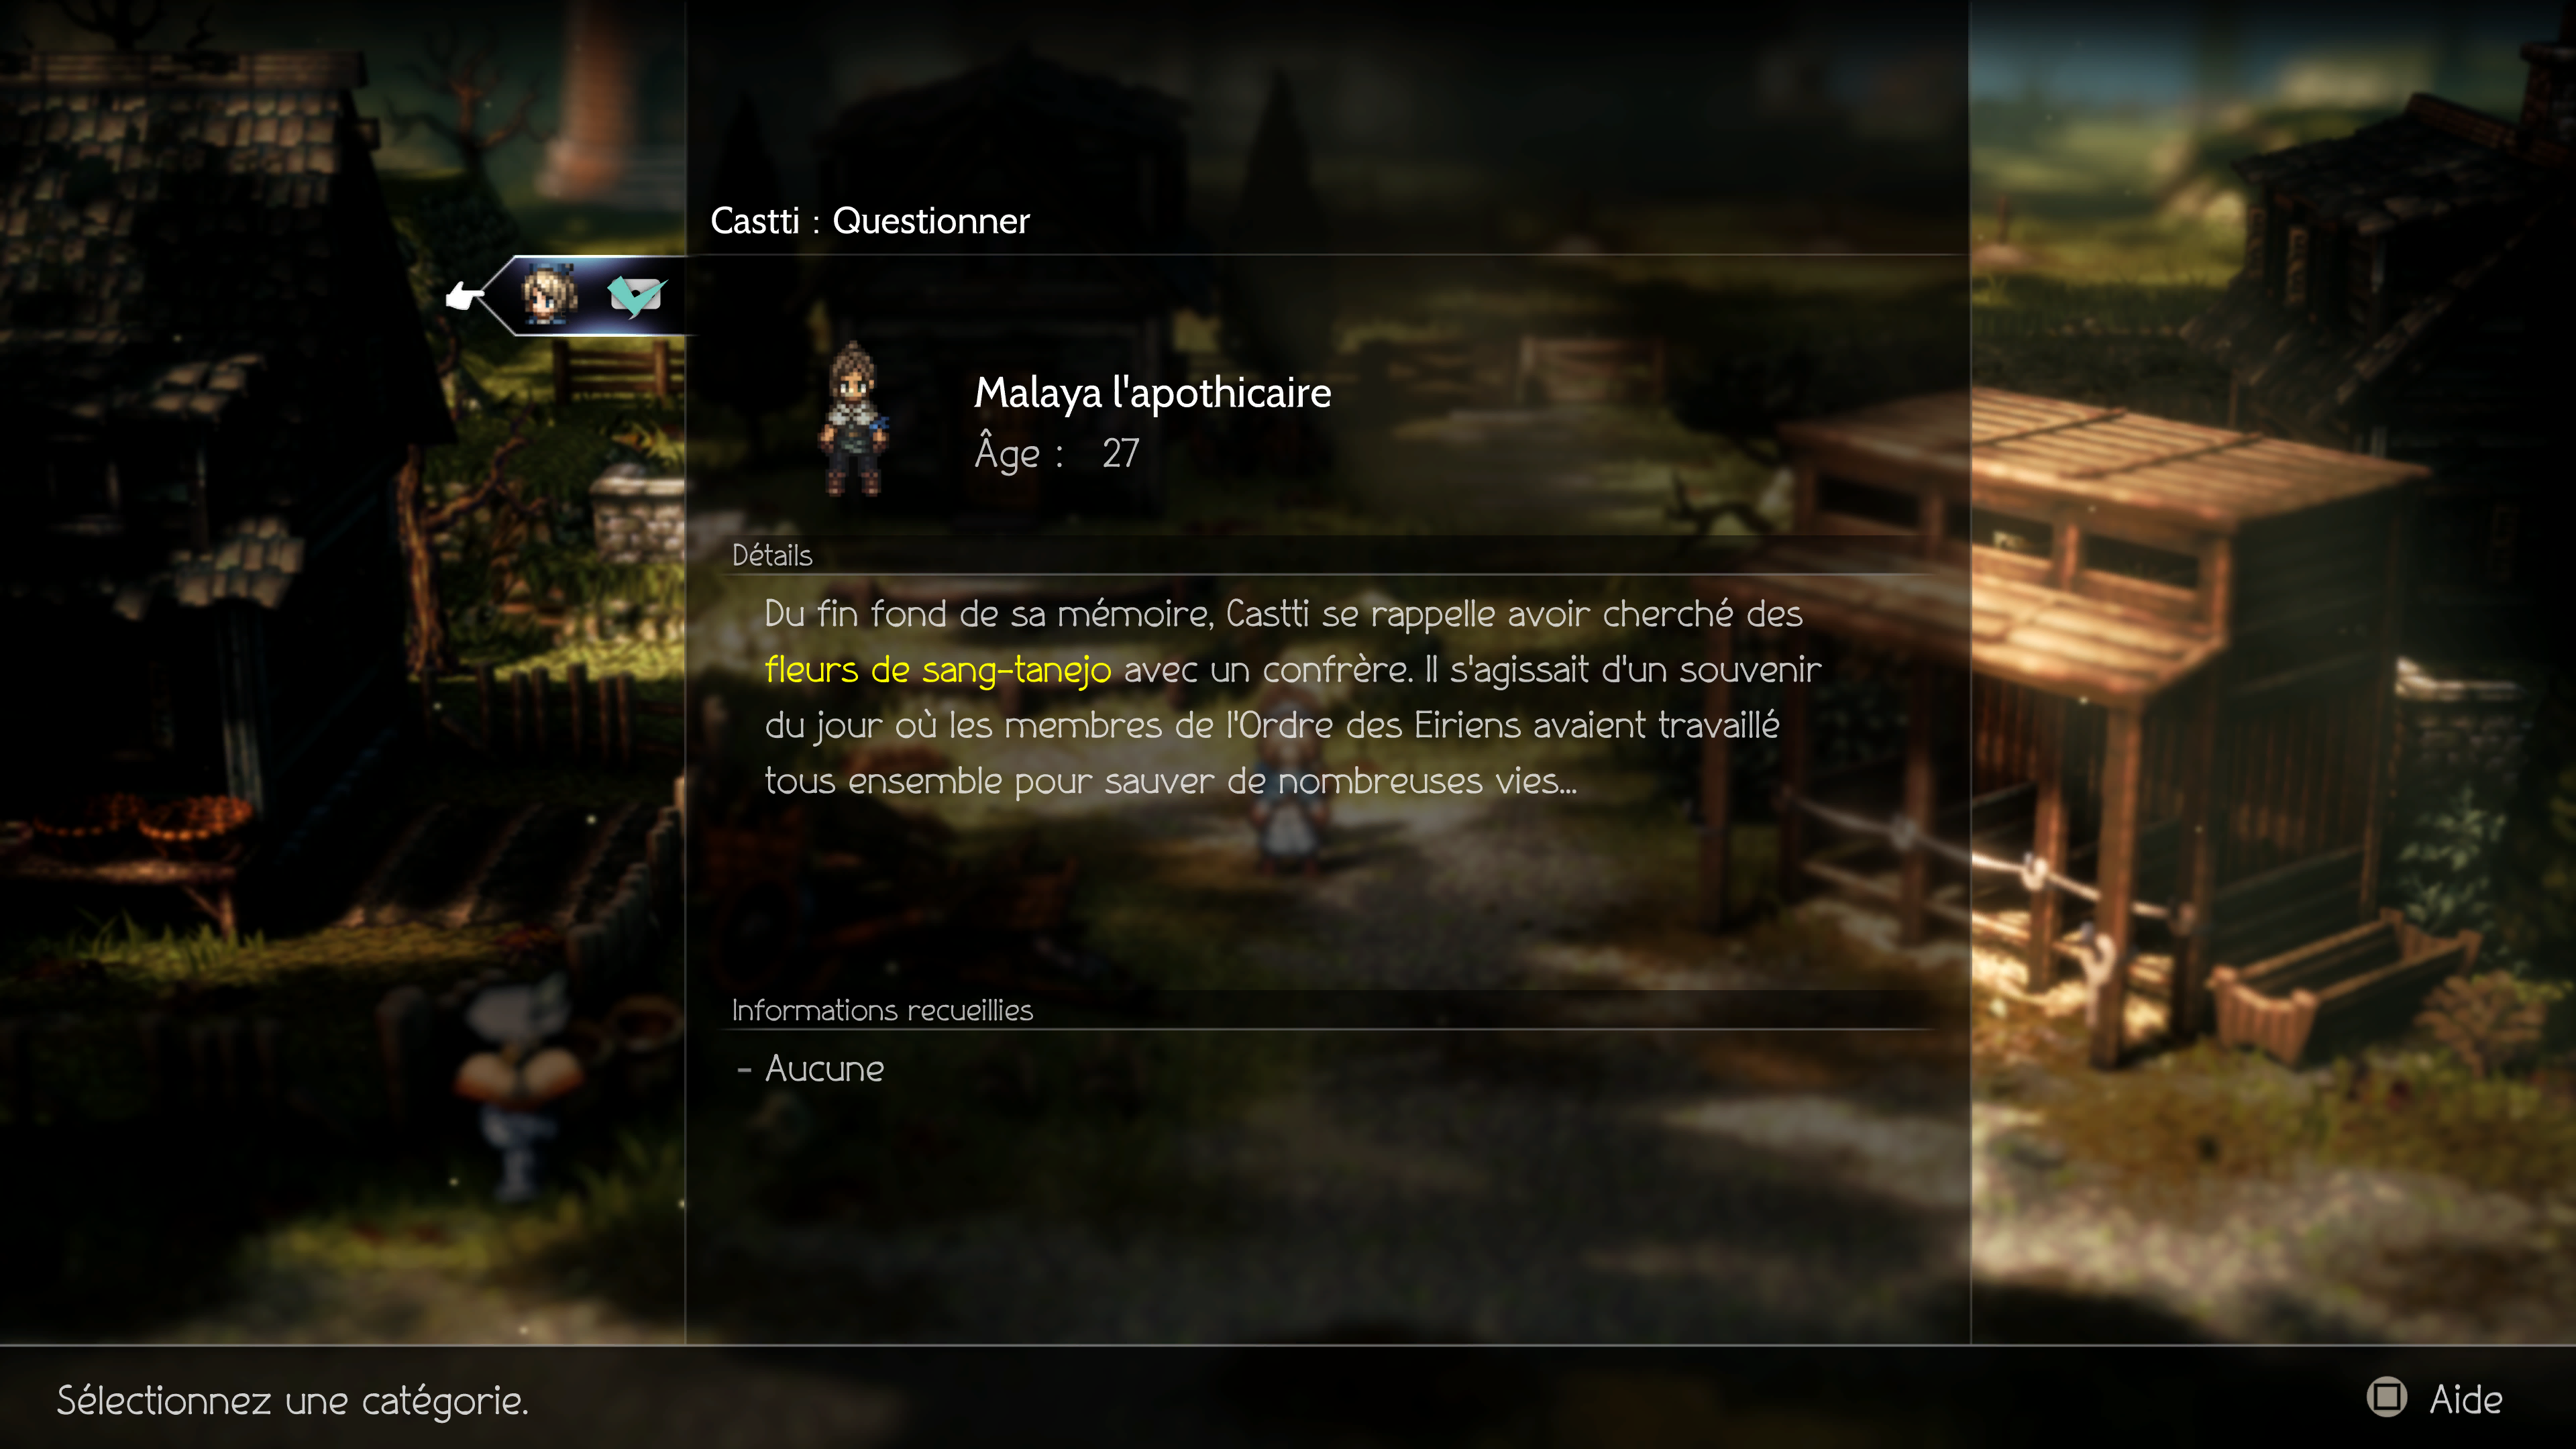 Castti : Questionner
Malaya l'apothicaire
Âge : 27
Détails
Du fin fond de sa mémoire, Castti se rappelle avoir cherché des
fleurs de sang-tanejo avec un confrère. Il s'agissait d'un souvenir
du jour où les membres de l'Ordre des Eiriens avaient travaillé
tous ensemble pour sauver de nombreuses vies...
Informations recueillies
- Aucune
Sélectionnez une catégorie.
Aide